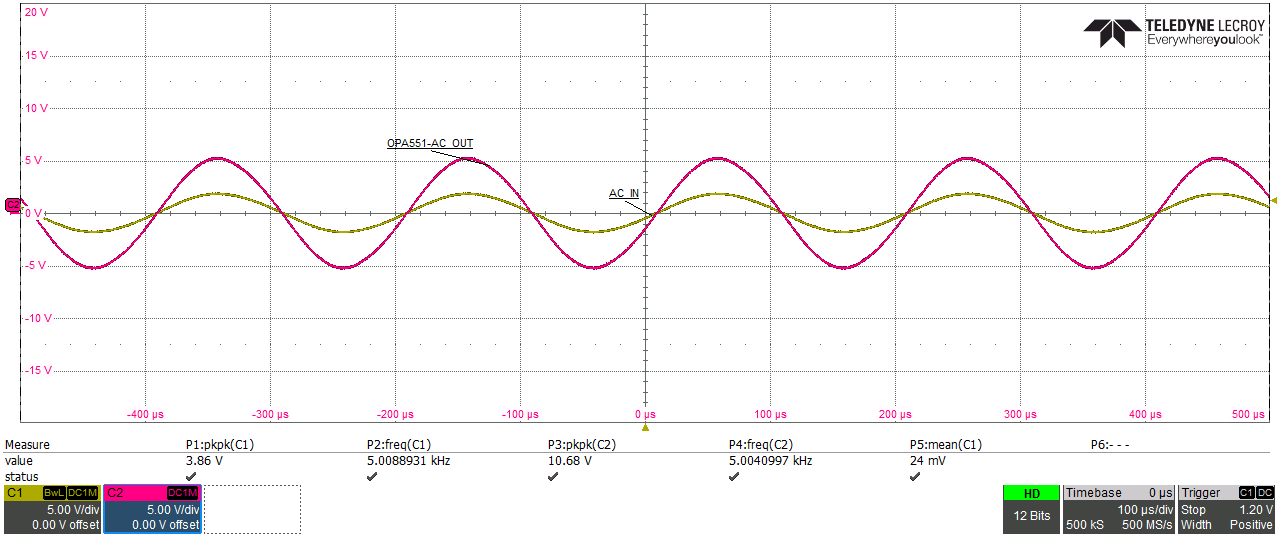 20 V
TELEDYNE LECROY
Everywhereyoulook™
15 V
10 V
OPA551-AC_OUT
5 V
AC_IN
C2
0 V
-5 V
-10 V
-15 V
-400 µs -300 µs -200 µs -100 µs 0 µs 100 µs 200 µs 300 µs 400 µs 500 µs
Measure P1:pkpk(C1) P2:freq(C1) P3:pkpk(C2) P4:freq(C2) P5:mean(C1) P6:- - -
value 3.86 V 5.0088931 kHz 10.68 V 5.0040997 kHz 24 mV
status
C1 BwL DC1M C2 DC1M HD Timebase 0 µs Trigger C1 DC
5.00 V/div 5.00 V/div 12 Bits 100 µs/div Stop 1.20 V
0.00 V offset 0.00 V offset 500 kS 500 MS/s Width Positive